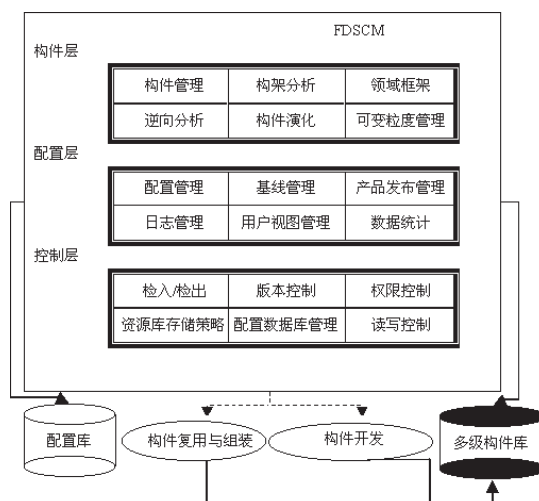 FDSCM
构件层
构件管理 构架分析 领域框架
逆向分析 构件演化 可变粒度管理
配置层
配置管理 基线管理 产品发布管理
日志管理 用户视图管理 数据统计
控制层
检入/检出 版本控制 权限控制
资源库存储策略 配置数据库管理 读写控制
配置库 构件复用与组装 构件开发 多级构件库